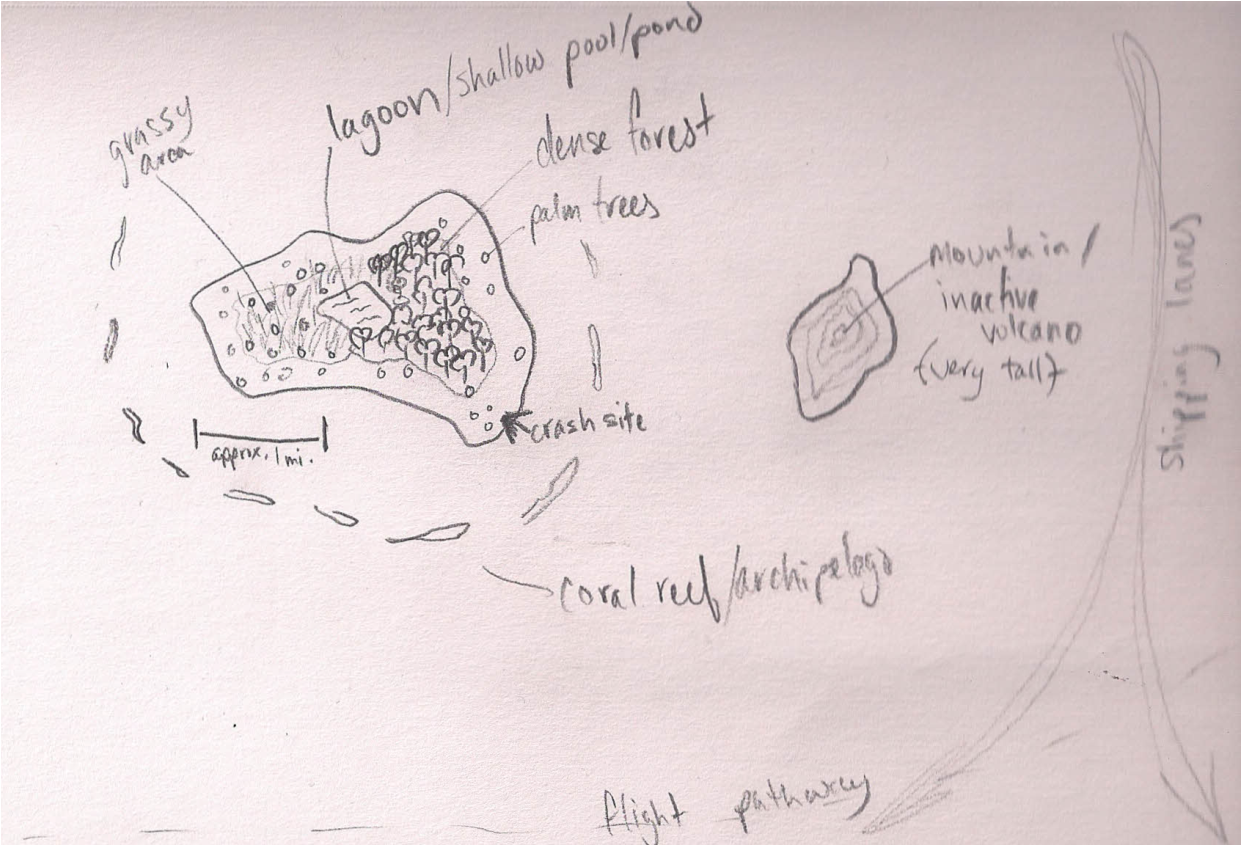 grassy
area
lagoon/shallow pool/pond
dense forest
palm trees
mountain/
inactive
volcano
(very tall)
shipping lanes
crash site
approx. 1 mi.
coral reef/archipelago
flight pathway